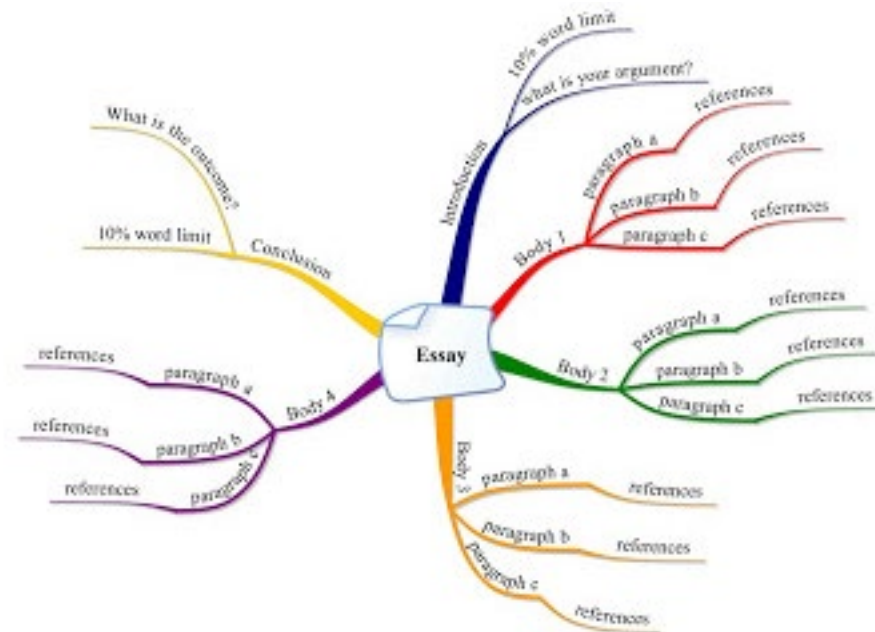 Essay
Introduction
10% word limit
what is your argument?
Body 1
paragraph a
references
paragraph b
references
paragraph c
references
Body 2
paragraph a
references
paragraph b
references
paragraph c
references
Body 3
paragraph a
references
paragraph b
references
paragraph c
references
Body 4
paragraph a
references
paragraph b
references
paragraph c
references
Conclusion
What is the outcome?
10% word limit